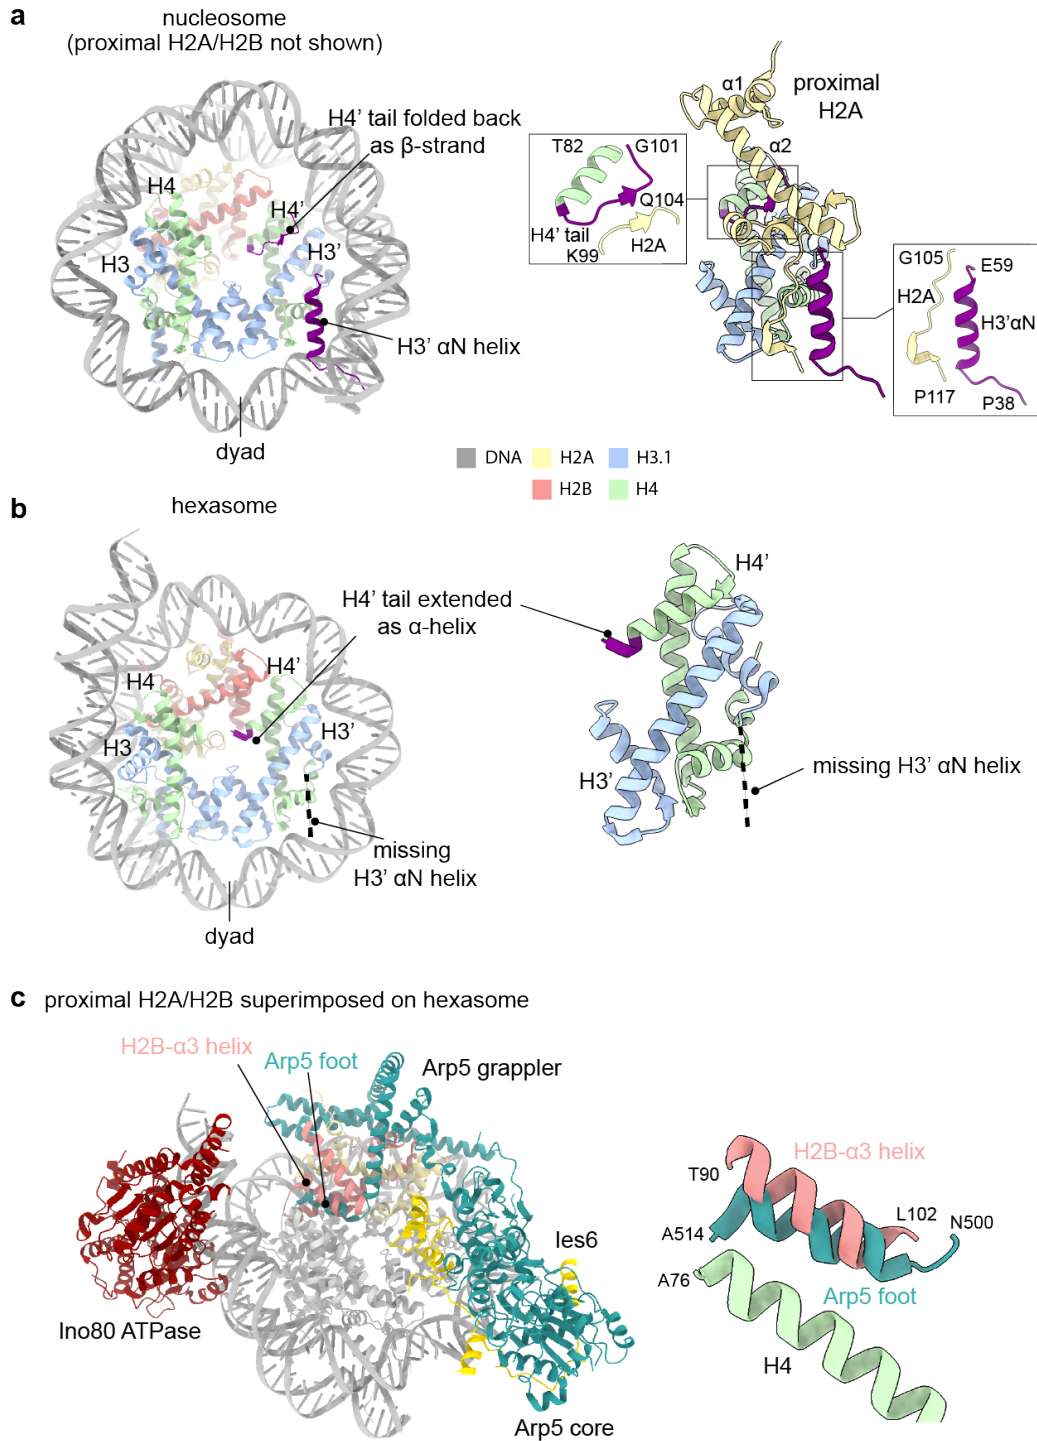 a
nucleosome
(proximal H2A/H2B not shown)
H4’ tail folded back
as β-strand
H4
H4’
H3
H3’
H3’ αN helix
dyad
α1
proximal
H2A
α2
T82
G101
Q104
H4’ tail
H2A
K99
G105
E59
H2A
H3’αN
P117
P38
DNA
H2A
H3.1
H2B
H4
b
hexasome
H4’ tail extended
as α-helix
H4
H4’
H3
H3’
missing
H3’ αN helix
dyad
H4’
H3’
missing H3’ αN helix
c proximal H2A/H2B superimposed on hexasome
H2B-α3 helix
Arp5 foot
Arp5 grappler
Ies6
Ino80 ATPase
Arp5 core
H2B-α3 helix
T90
L102
N500
A514
A76
Arp5 foot
H4